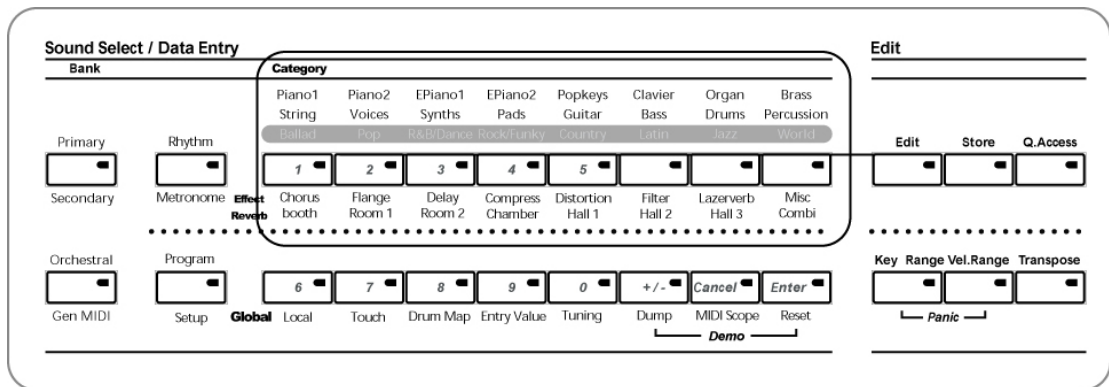 Sound Select / Data Entry Edit
Bank Category
Piano1 Piano2 EPiano1 EPiano2 Popkeys Clavier Organ Brass
String Voices Synths Pads Guitar Bass Drums Percussion
Ballad Pop R&B/Dance Rock/Funky Country Latin Jazz World
Primary Rhythm Edit Store Q.Access
1 2 3 4 5
Secondary Metronome Effect Chorus Flange Delay Compress Distortion Filter Lazerverb Misc
Reverb booth Room 1 Room 2 Chamber Hall 1 Hall 2 Hall 3 Combi
Orchestral Program Key Range Vel.Range Transpose
6 7 8 9 0 +/- Cancel Enter
Gen MIDI Setup Global Local Touch Drum Map Entry Value Tuning Dump MIDI Scope Reset Panic
Demo